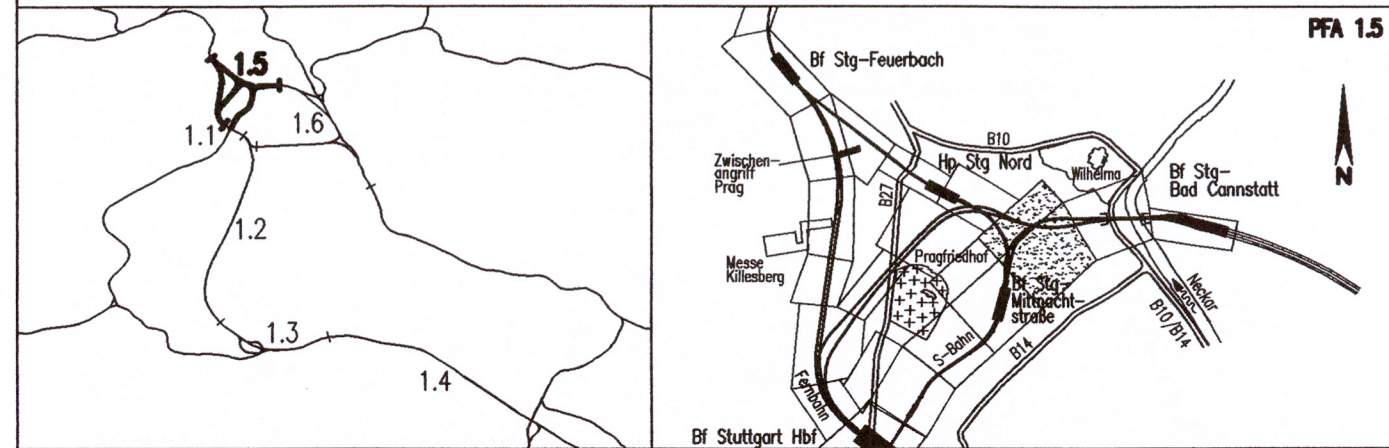 1.5
1.1
1.6
1.2
1.3
1.4
PFA 1.5
Bf Stg-Feuerbach
B10
Zwischen-
angriff
Prag
Hp Stg Nord
Wilhelma
Bf Stg-
Bad Cannstatt
N
B27
Messe
Killesberg
Pragfriedhof
Bf Stg-
Mittnacht-
straße
Neckar
B10/B14
S-Bahn
B14
Fernbahn
Bf Stuttgart Hbf